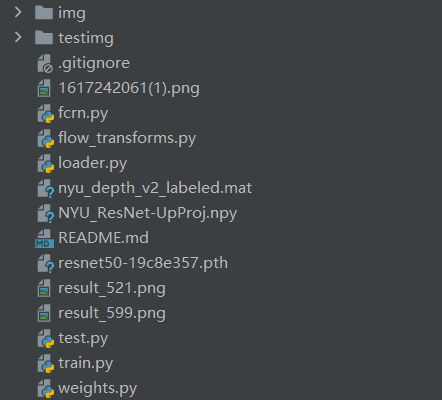 img
testimg
.gitignore
1617242061(1).png
fcrn.py
flow_transforms.py
loader.py
nyu_depth_v2_labeled.mat
NYU_ResNet-UpProj.npy
MD README.md
resnet50-19c8e357.pth
result_521.png
result_599.png
test.py
train.py
weights.py